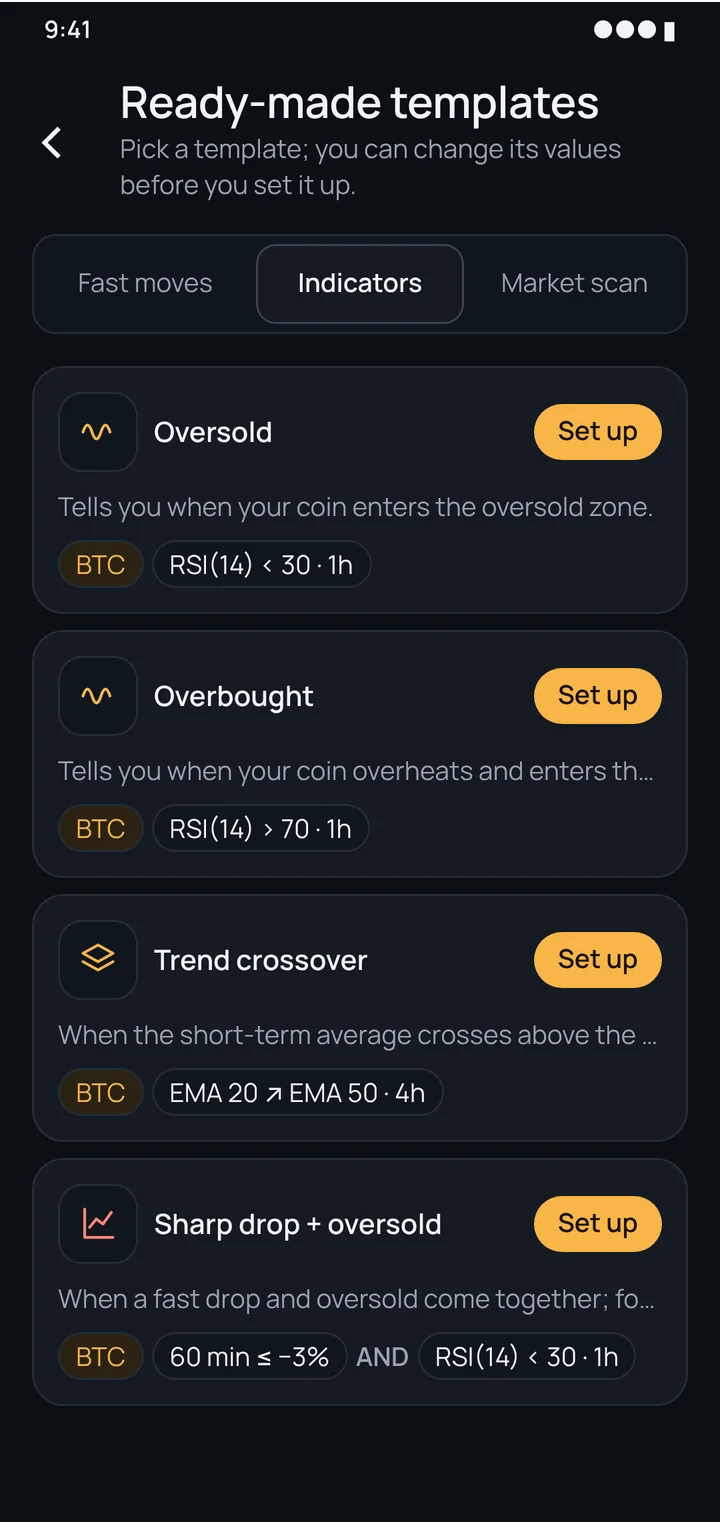 9:41
Ready-made templates
Pick a template; you can change its values
before you set it up.
Fast moves Indicators Market scan
Oversold Set up
Tells you when your coin enters the oversold zone.
BTC RSI(14) < 30 · 1h
Overbought Set up
Tells you when your coin overheats and enters th...
BTC RSI(14) > 70 · 1h
Trend crossover Set up
When the short-term average crosses above the ...
BTC EMA 20 ↗ EMA 50 · 4h
Sharp drop + oversold Set up
When a fast drop and oversold come together; fo...
BTC 60 min ≤ −3% AND RSI(14) < 30 · 1h